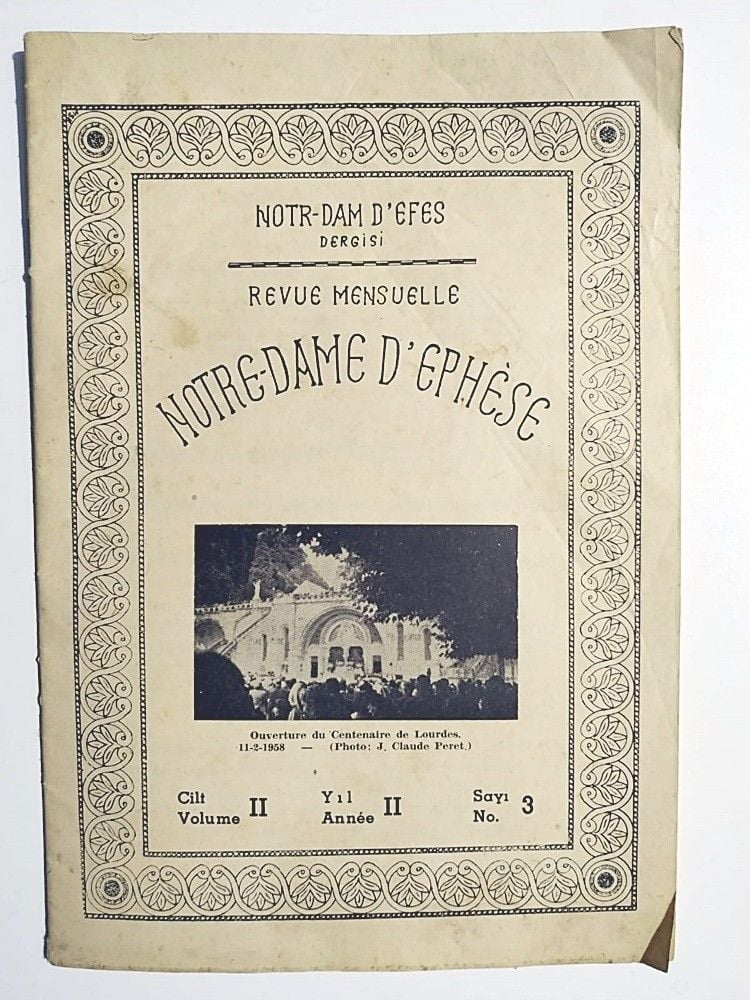 NOTR-DAM D'EFES
DERGİSİ
REVUE MENSUELLE
NOTRE-DAME D'EPHÈSE
Ouverture du Centenaire de Lourdes.
11-2-1958 — (Photo: J. Claude Peret.)
Cilt Volume II Yıl Année II Sayı No. 3